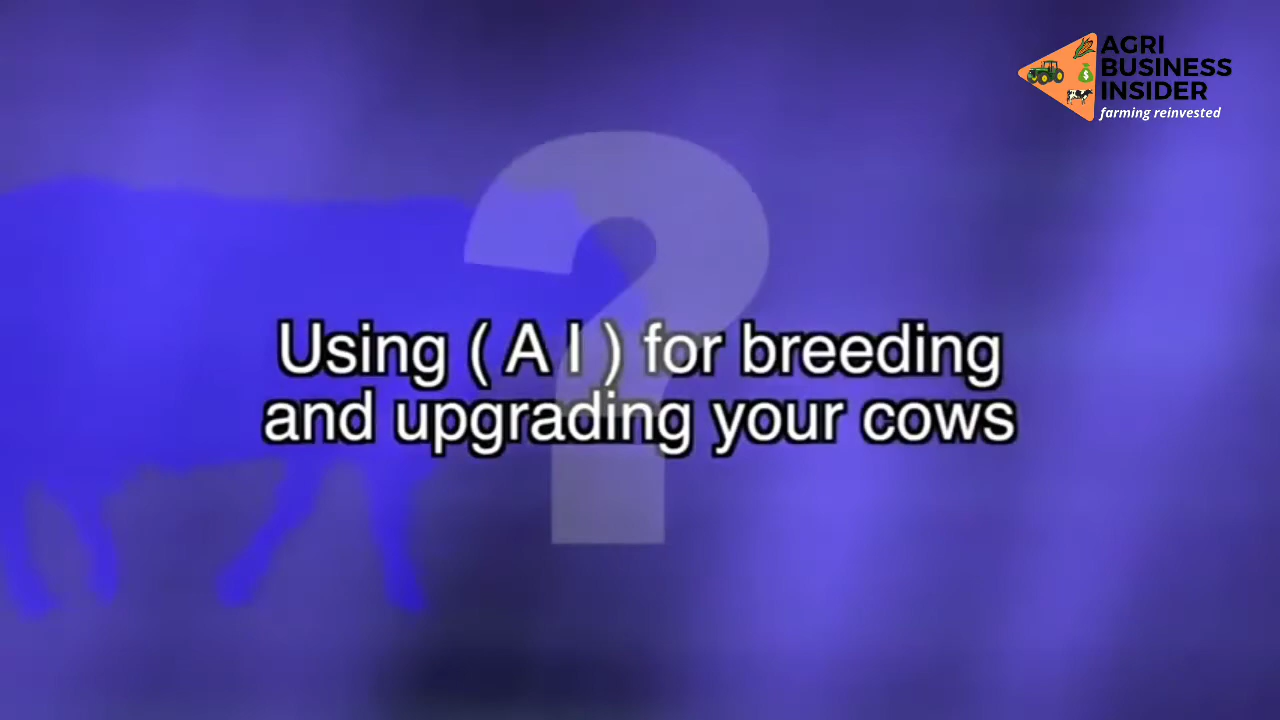 AGRI
BUSINESS
INSIDER
farming reinvested
Using ( A I ) for breeding
and upgrading your cows